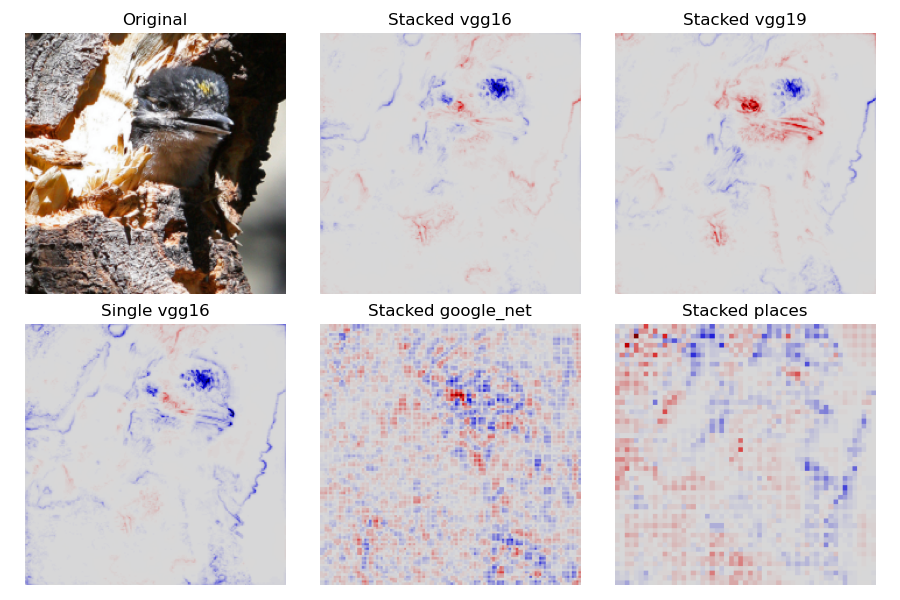 Original
Stacked vgg16
Stacked vgg19
Single vgg16
Stacked google_net
Stacked places